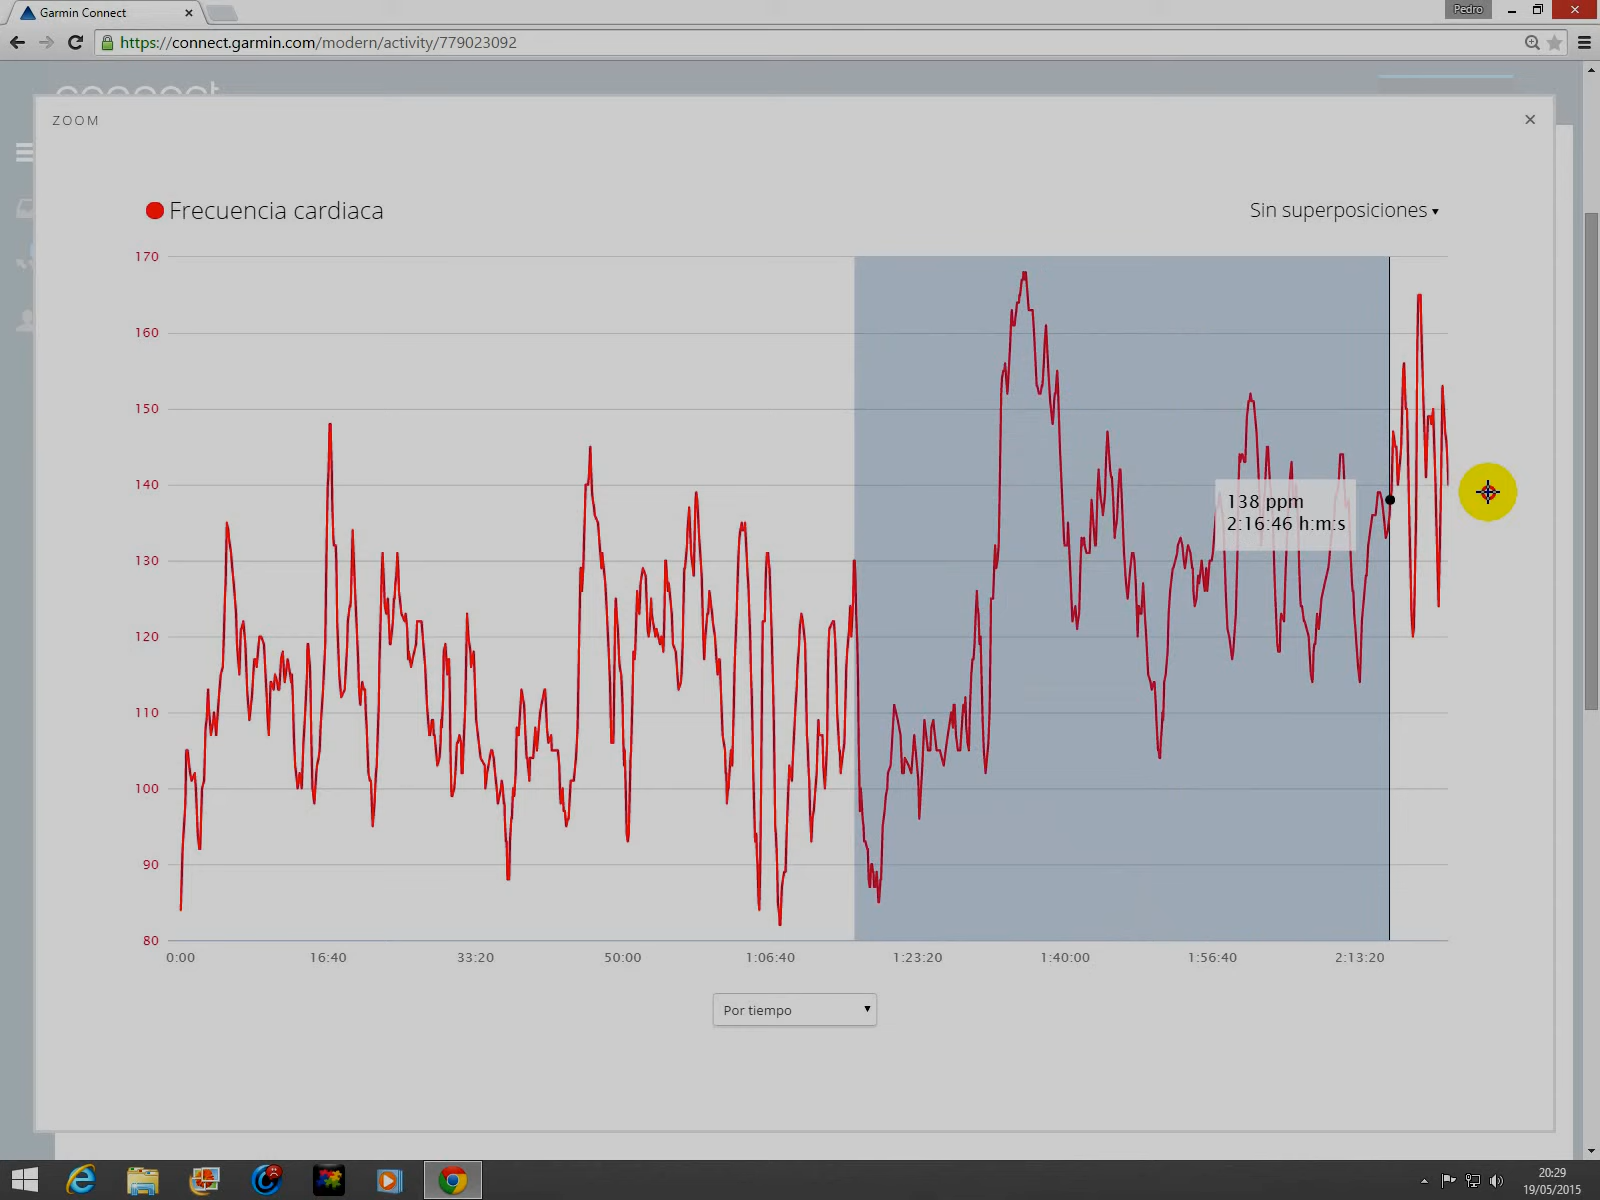 Garmin Connect
Pedro
https://connect.garmin.com/modern/activity/779023092
connect
ZOOM
Frecuencia cardiaca
Sin superposiciones
170
160
150
140
130
120
110
100
90
80
138 ppm
2:16:46 h:m:s
0:00 16:40 33:20 50:00 1:06:40 1:23:20 1:40:00 1:56:40 2:13:20
Por tiempo
20:29
19/05/2015